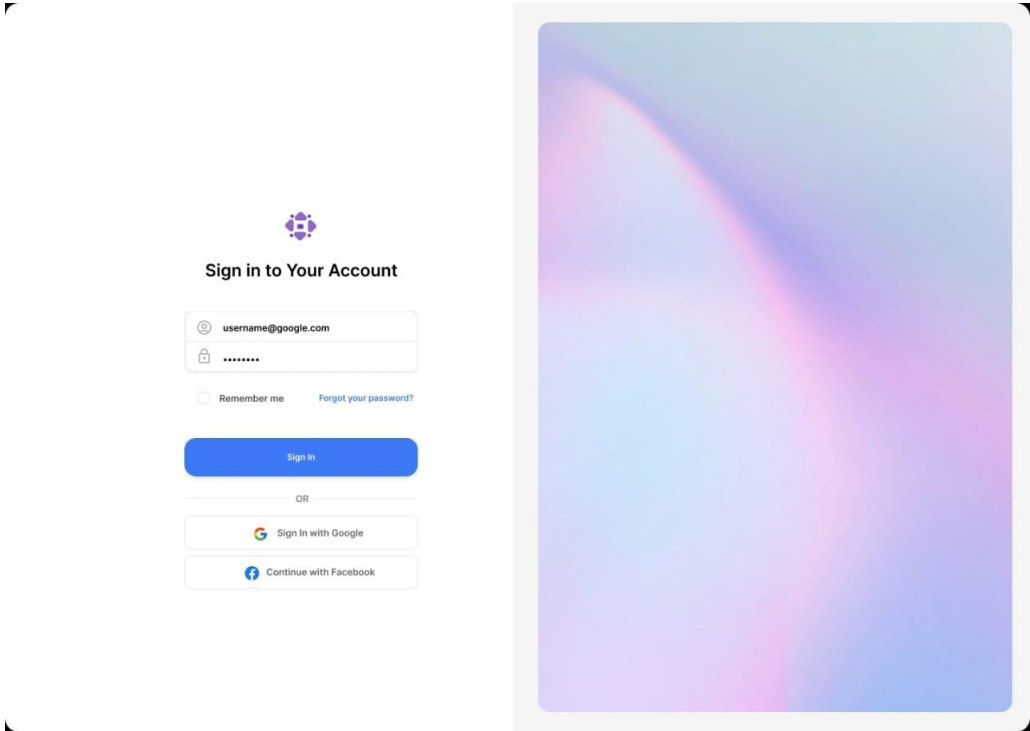 Sign in to Your Account
username@google.com
••••••••
Remember me
Forgot your password?
Sign In
OR
Sign In with Google
Continue with Facebook